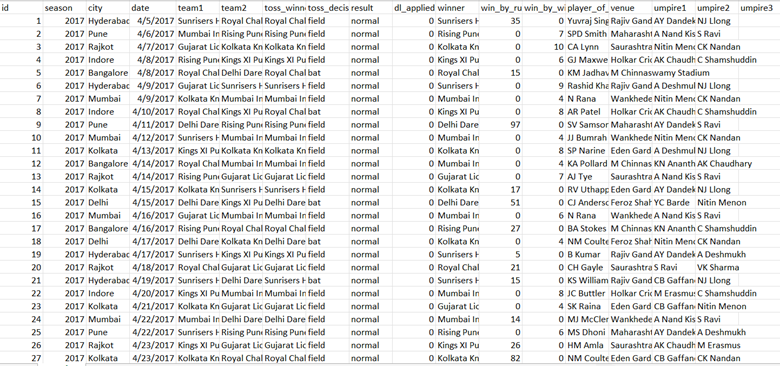 id season city date team1 team2 toss_winne toss_decis result dl_applied winner win_by_ru win_by_wi player_of_ venue umpire1 umpire2 umpire3
1 2017 Hyderabac 4/5/2017 Sunrisers H Royal Chal Royal Chal field normal 0 Sunrisers H 35 0 Yuvraj Sing Rajiv Gand AY Dandek NJ Llong
2 2017 Pune 4/6/2017 Mumbai In Rising Pune Rising Pune field normal 0 Rising Pune 0 7 SPD Smith Maharasht A Nand Kis S Ravi
3 2017 Rajkot 4/7/2017 Gujarat Lic Kolkata Kn Kolkata Kn field normal 0 Kolkata Kn 0 10 CA Lynn Saurashtra Nitin Menc CK Nandan
4 2017 Indore 4/8/2017 Rising Pune Kings XI Pu Kings XI Pu field normal 0 Kings XI Pu 0 6 GJ Maxwe Holkar Cric AK Chaudh C Shamshuddin
5 2017 Bangalore 4/8/2017 Royal Chal Delhi Dare Royal Chal bat normal 0 Royal Chal 15 0 KM Jadhav M Chinnaswamy Stadium
6 2017 Hyderabac 4/9/2017 Gujarat Lic Sunrisers H Sunrisers H field normal 0 Sunrisers H 0 9 Rashid Kha Rajiv Gand A Deshmul NJ Llong
7 2017 Mumbai 4/9/2017 Kolkata Kn Mumbai In Mumbai In field normal 0 Mumbai In 0 4 N Rana Wankhede Nitin Menc CK Nandan
8 2017 Indore 4/10/2017 Royal Chal Kings XI Pu Royal Chal bat normal 0 Kings XI Pu 0 8 AR Patel Holkar Cric AK Chaudh C Shamshuddin
9 2017 Pune 4/11/2017 Delhi Dare Rising Pune Rising Pune field normal 0 Delhi Dare 97 0 SV Samsor Maharasht AY Dandek S Ravi
10 2017 Mumbai 4/12/2017 Sunrisers H Mumbai In Mumbai In field normal 0 Mumbai In 0 4 JJ Bumrah Wankhede Nitin Menc CK Nandan
11 2017 Kolkata 4/13/2017 Kings XI Pu Kolkata Kn Kolkata Kn field normal 0 Kolkata Kn 0 8 SP Narine Eden Gard A Deshmul NJ Llong
12 2017 Bangalore 4/14/2017 Royal Chal Mumbai In Mumbai In field normal 0 Mumbai In 0 4 KA Pollard M Chinnas KN Ananth AK Chaudhary
13 2017 Rajkot 4/14/2017 Rising Pune Gujarat Lic Gujarat Lic field normal 0 Gujarat Lic 0 7 AJ Tye Saurashtra A Nand Kis S Ravi
14 2017 Kolkata 4/15/2017 Kolkata Kn Sunrisers H Sunrisers H field normal 0 Kolkata Kn 17 0 RV Uthapp Eden Gard AY Dandek NJ Llong
15 2017 Delhi 4/15/2017 Delhi Dare Kings XI Pu Delhi Dare bat normal 0 Delhi Dare 51 0 CJ Anders Feroz Shah YC Barde Nitin Menon
16 2017 Mumbai 4/16/2017 Gujarat Lic Mumbai In Mumbai In field normal 0 Mumbai In 0 6 N Rana Wankhede A Nand Kis S Ravi
17 2017 Bangalore 4/16/2017 Rising Pune Royal Chal Royal Chal field normal 0 Rising Pune 27 0 BA Stokes M Chinnas KN Ananth C Shamshuddin
18 2017 Delhi 4/17/2017 Delhi Dare Kolkata Kn Delhi Dare bat normal 0 Kolkata Kn 0 4 NM Coulte Feroz Shah Nitin Menc CK Nandan
19 2017 Hyderabac 4/17/2017 Sunrisers H Kings XI Pu Kings XI Pu field normal 0 Sunrisers H 5 0 B Kumar Rajiv Gand AY Dandek A Deshmukh
20 2017 Rajkot 4/18/2017 Royal Chal Gujarat Lic Gujarat Lic field normal 0 Royal Chal 21 0 CH Gayle Saurashtra S Ravi VK Sharma
21 2017 Hyderabac 4/19/2017 Sunrisers H Delhi Dare Sunrisers H bat normal 0 Sunrisers H 15 0 KS William Rajiv Gand CB Gaffan NJ Llong
22 2017 Indore 4/20/2017 Kings XI Pu Mumbai In Mumbai In field normal 0 Mumbai In 0 8 JC Buttler Holkar Cric M Erasmus C Shamshuddin
23 2017 Kolkata 4/21/2017 Kolkata Kn Gujarat Lic Gujarat Lic field normal 0 Gujarat Lic 0 4 SK Raina Eden Gard CB Gaffan Nitin Menon
24 2017 Mumbai 4/22/2017 Mumbai In Delhi Dare Delhi Dare field normal 0 Mumbai In 14 0 MJ McCler Wankhede A Nand Kis S Ravi
25 2017 Pune 4/22/2017 Sunrisers H Rising Pune Rising Pune field normal 0 Rising Pune 0 6 MS Dhoni Maharasht AY Dandek A Deshmukh
26 2017 Rajkot 4/23/2017 Kings XI Pu Gujarat Lic Gujarat Lic field normal 0 Kings XI Pu 26 0 HM Amla Saurashtra AK Chaudh M Erasmus
27 2017 Kolkata 4/23/2017 Kolkata Kn Royal Chal Royal Chal field normal 0 Kolkata Kn 82 0 NM Coulte Eden Gard CB Gaffan CK Nandan